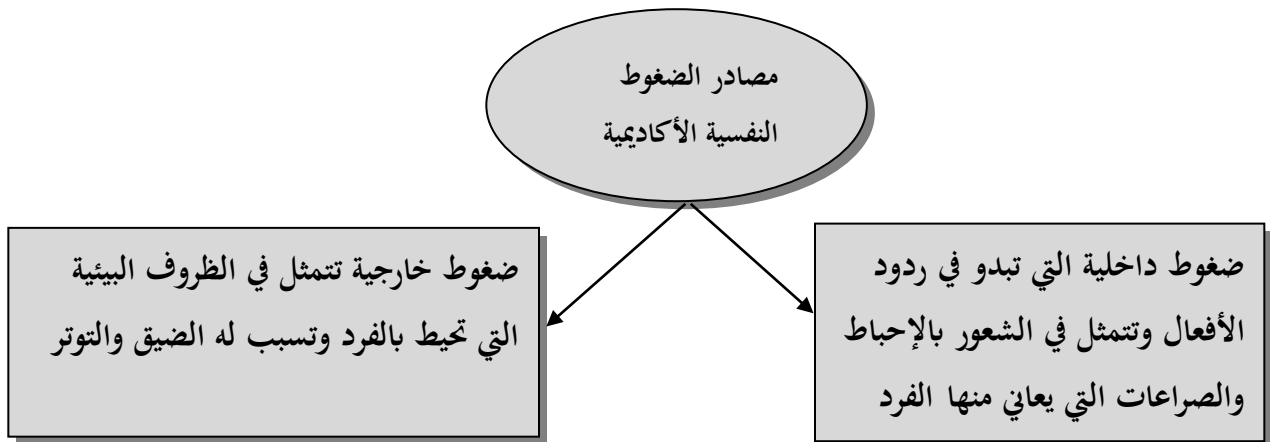 مصادر الضغوط
النفسية الأكاديمية
ضغوط داخلية التي تبدو في ردود
الأفعال وتتمثل في الشعور بالإحباط
والصراعات التي يعاني منها الفرد
ضغوط خارجية تتمثل في الظروف البيئية
التي تحيط بالفرد وتسبب له الضيق والتوتر